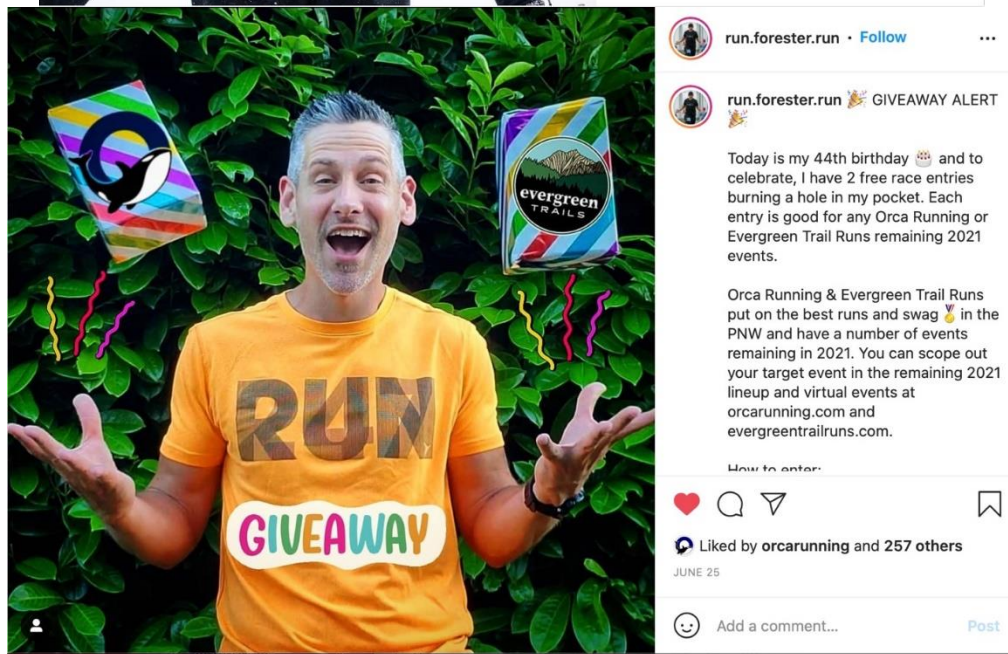 evergreen
TRAILS
RUN
GIVEAWAY
run.forester.run • Follow
run.forester.run 🎉 GIVEAWAY ALERT
🎉
Today is my 44th birthday 🎂 and to
celebrate, I have 2 free race entries
burning a hole in my pocket. Each
entry is good for any Orca Running or
Evergreen Trail Runs remaining 2021
events.
Orca Running & Evergreen Trail Runs
put on the best runs and swag 🏅 in the
PNW and have a number of events
remaining in 2021. You can scope out
your target event in the remaining 2021
lineup and virtual events at
orcarunning.com and
evergreentrailruns.com.
How to enter:
Liked by orcarunning and 257 others
JUNE 25
Add a comment... Post